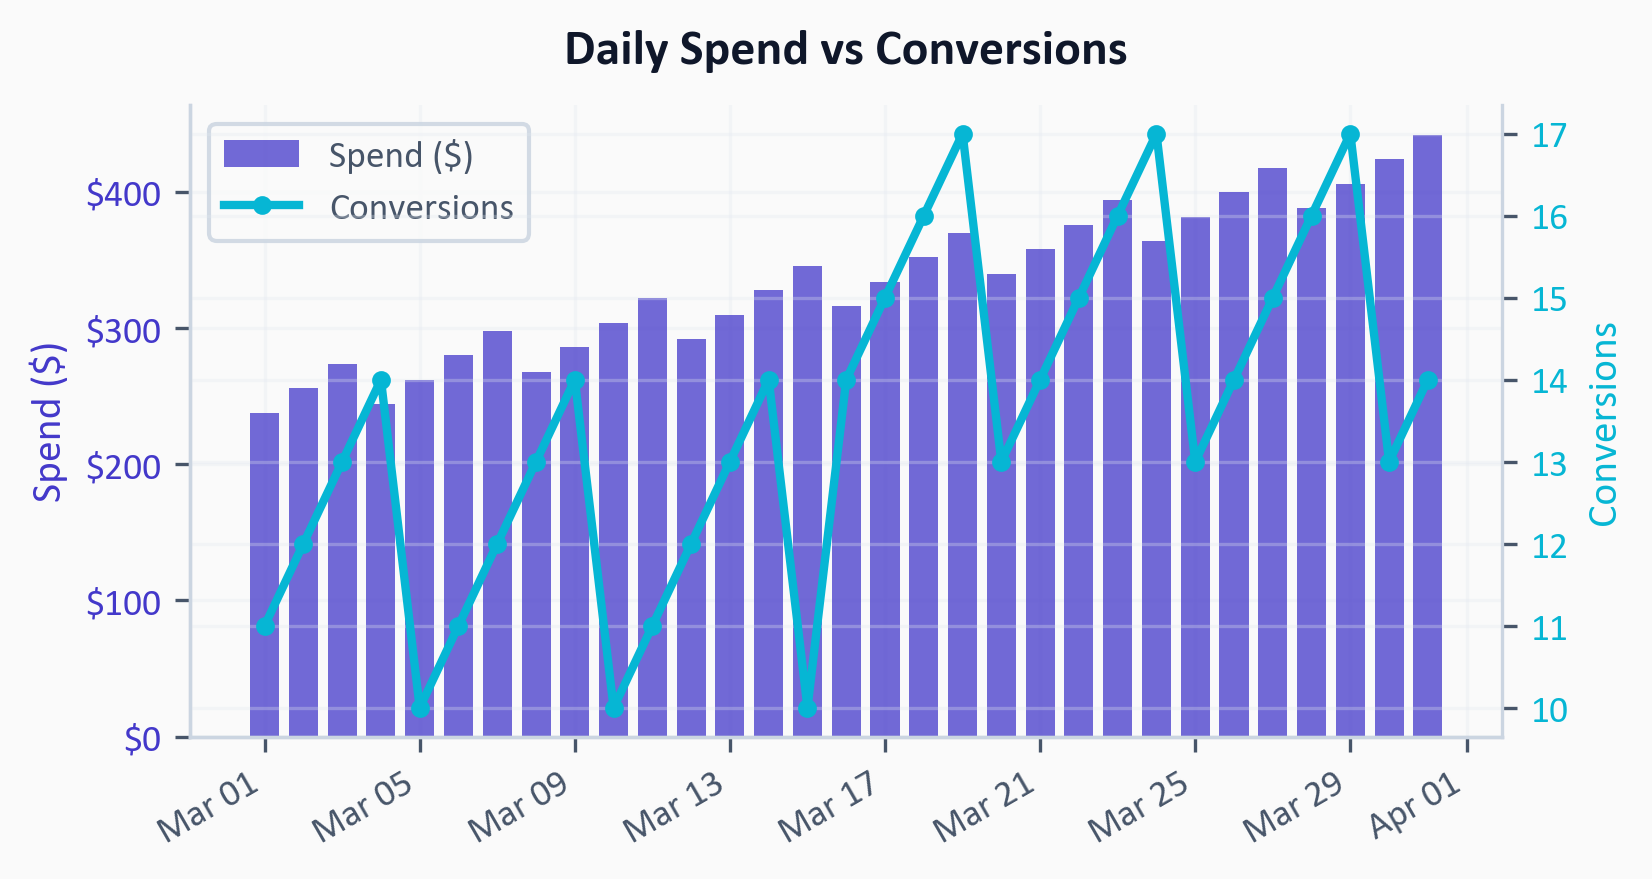 Daily Spend vs Conversions
Spend ($)
Conversions
$400
$300
$200
$100
$0
Spend ($)
17
16
15
14
13
12
11
10
Conversions
Mar 01
Mar 05
Mar 09
Mar 13
Mar 17
Mar 21
Mar 25
Mar 29
Apr 01